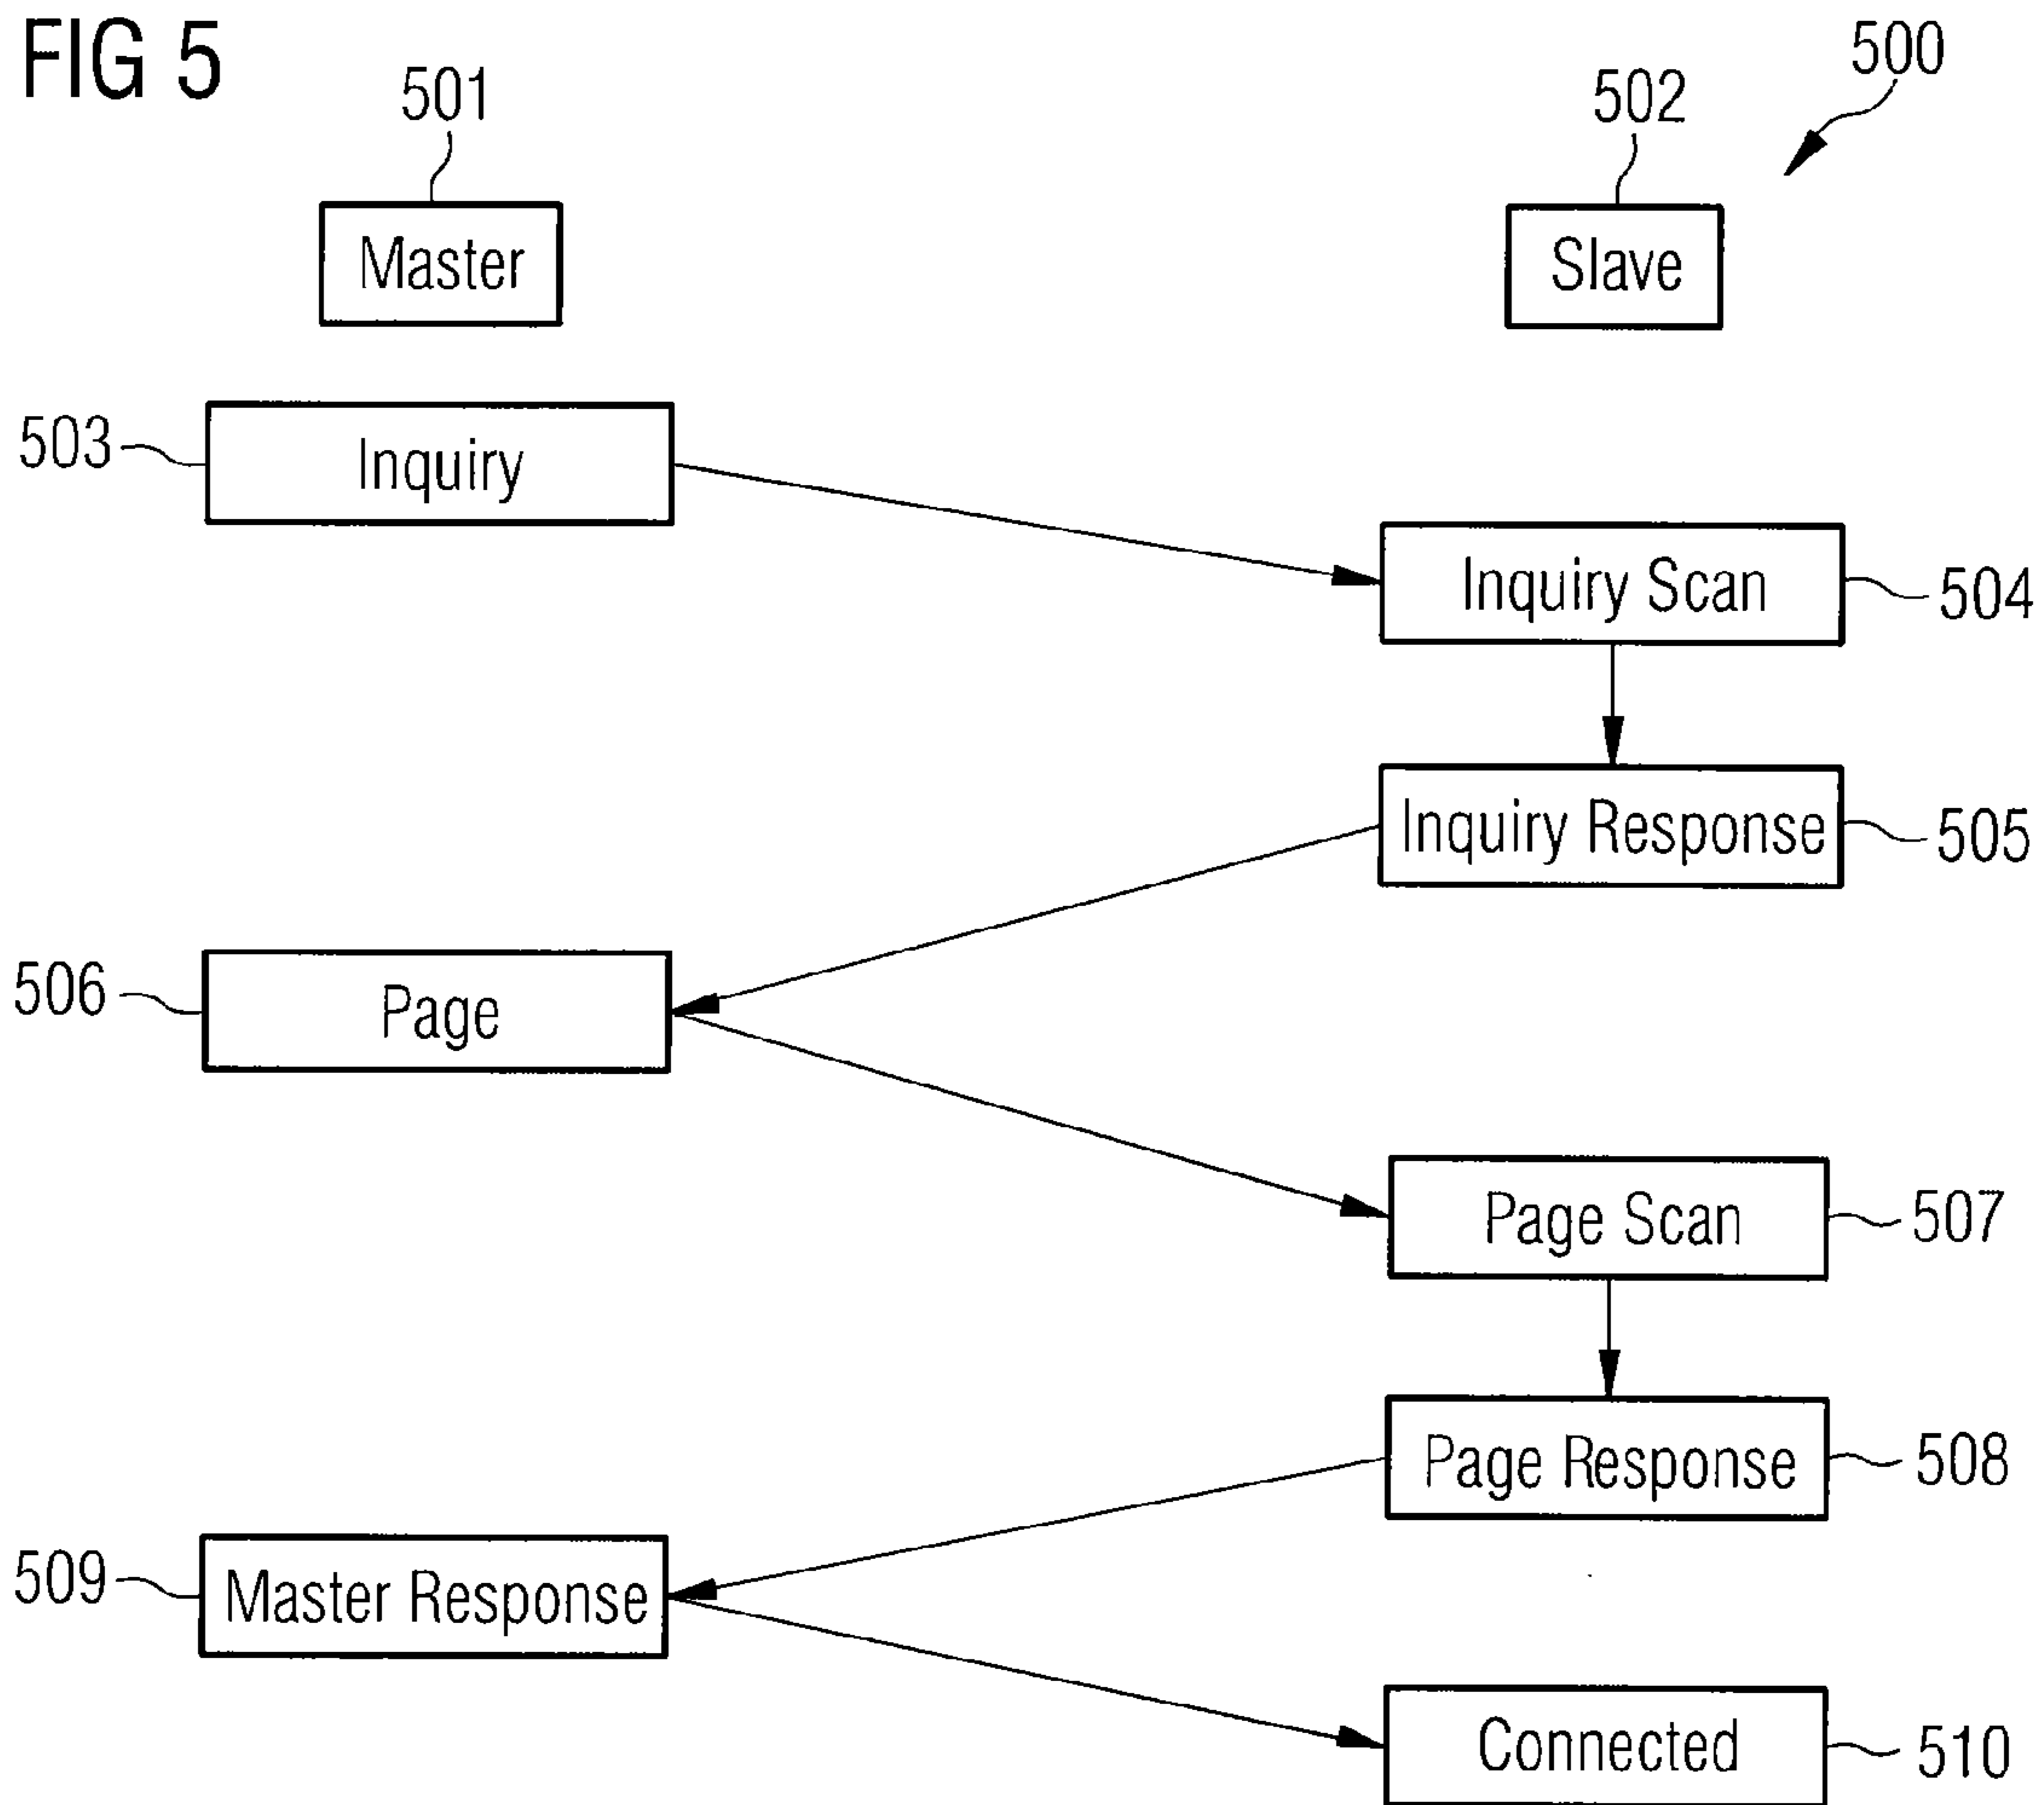 FIG 5
500
501
502
Master
Slave
503
Inquiry
Inquiry Scan
504
Inquiry Response
505
506
Page
Page Scan
507
Page Response
508
509
Master Response
Connected
510